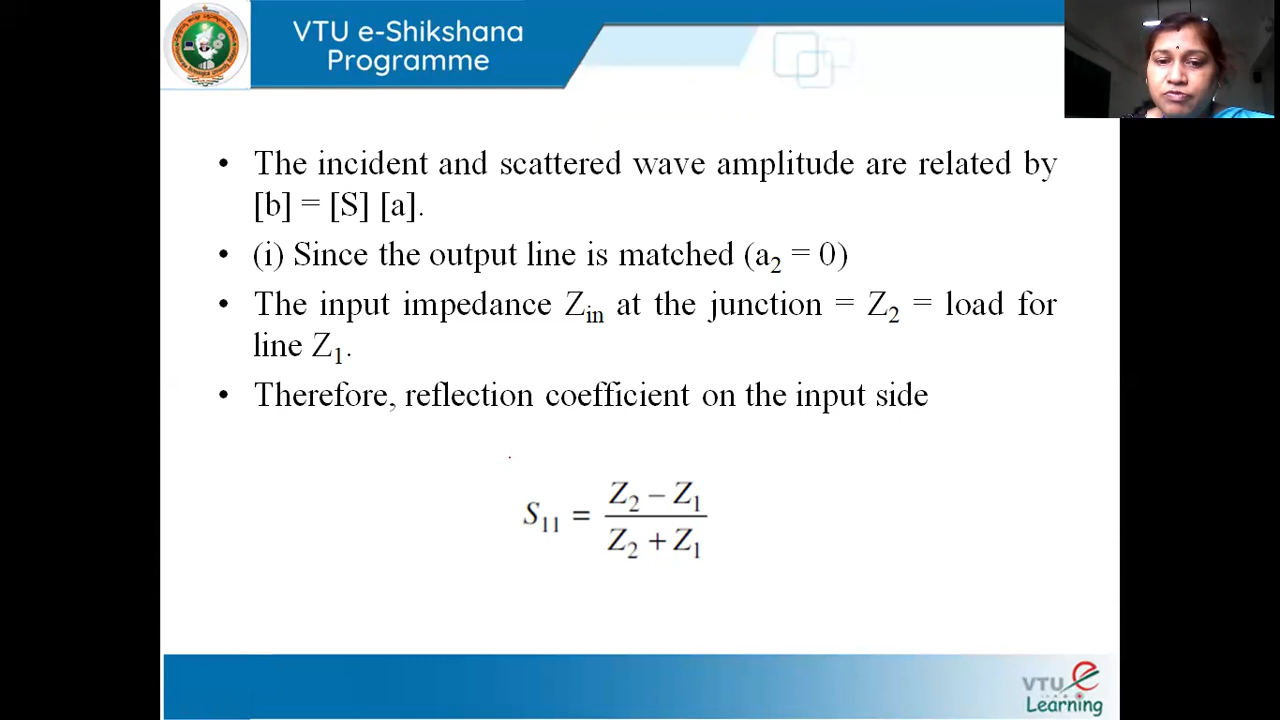 VTU e-Shikshana
Programme
• The incident and scattered wave amplitude are related by
[b] = [S] [a].
• (i) Since the output line is matched (a₂ = 0)
• The input impedance Zᵢₙ at the junction = Z₂ = load for
line Z₁.
• Therefore, reflection coefficient on the input side
S₁₁ = (Z₂ – Z₁) / (Z₂ + Z₁)
VTU e
Learning